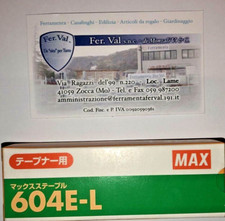 Ferramenta - Casalinghi - Edilizia - Articoli da regalo - Giardinaggio
Fer. Val
Fer. Val s.n.c.
Via "Ragazzi del 99" n. 220 Loc. Lame
41059 Zocca (Mo) Tel. e Fax 059 987200
amministrazione@ferramentaferval.191.it
Cod. Fisc. e P. IVA
テープナー用
MAX
マックスステープル
604E-L